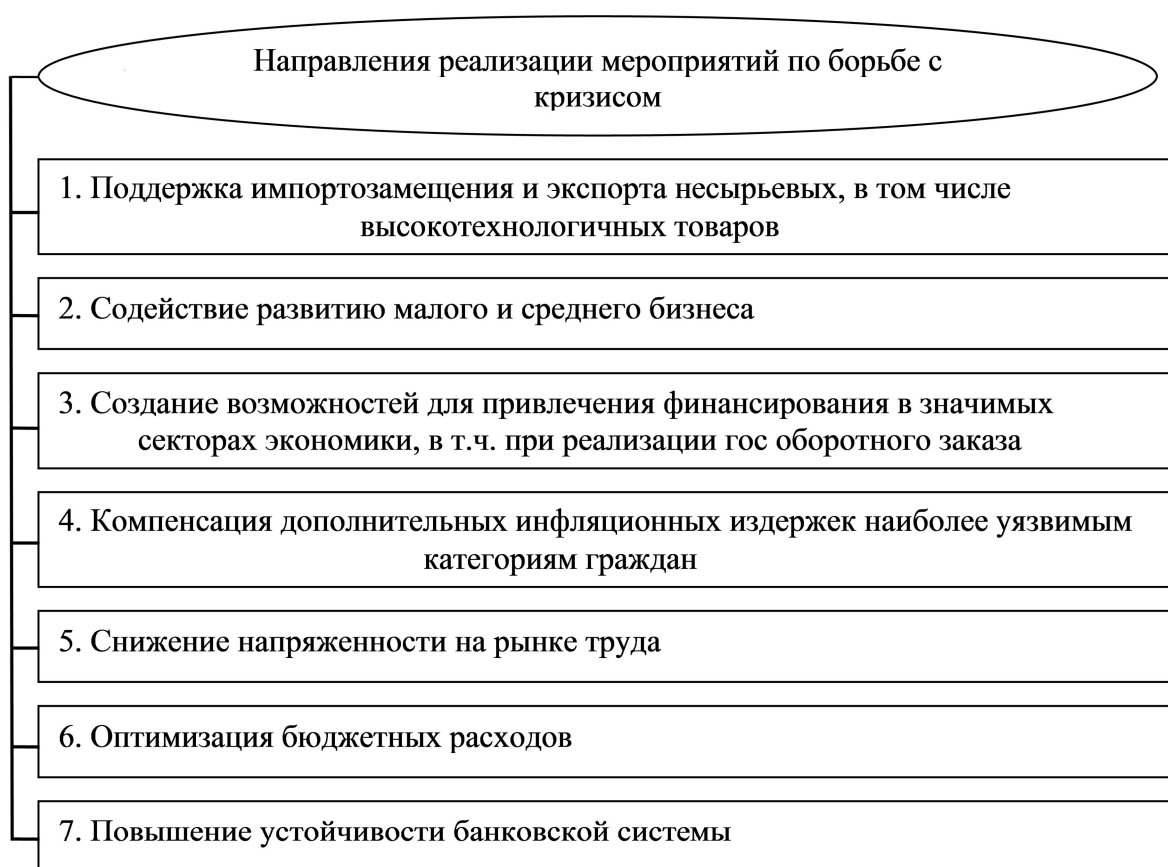 Направления реализации мероприятий по борьбе с
кризисом
1. Поддержка импортозамещения и экспорта несырьевых, в том числе
высокотехнологичных товаров
2. Содействие развитию малого и среднего бизнеса
3. Создание возможностей для привлечения финансирования в значимых
секторах экономики, в т.ч. при реализации гос оборотного заказа
4. Компенсация дополнительных инфляционных издержек наиболее уязвимым
категориям граждан
5. Снижение напряженности на рынке труда
6. Оптимизация бюджетных расходов
7. Повышение устойчивости банковской системы